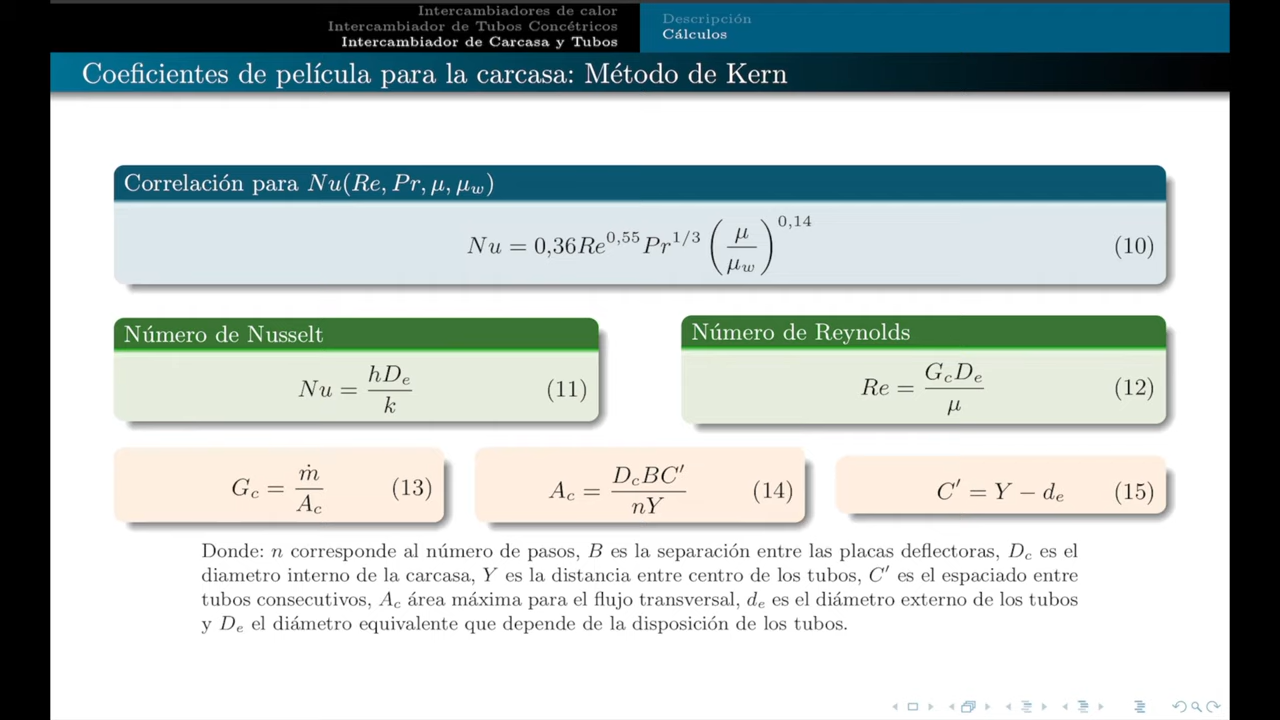 Intercambiadores de calor
Intercambiador de Tubos Concétricos
Intercambiador de Carcasa y Tubos
Descripción
Cálculos
Coeficientes de película para la carcasa: Método de Kern
Correlación para Nu(Re, Pr, μ, μ_w)
Nu = 0,36Re^{0,55} Pr^{1/3} (μ/μ_w)^{0,14} (10)
Número de Nusselt
Nu = hD_e/k (11)
Número de Reynolds
Re = G_cD_e/μ (12)
G_c = ṁ/A_c (13)
A_c = D_cBC′/nY (14)
C′ = Y − d_e (15)
Donde: n corresponde al número de pasos, B es la separación entre las placas deflectoras, D_c es el
diametro interno de la carcasa, Y es la distancia entre centro de los tubos, C′ es el espaciado entre
tubos consecutivos, A_c área máxima para el flujo transversal, d_e es el diámetro externo de los tubos
y D_e el diámetro equivalente que depende de la disposición de los tubos.